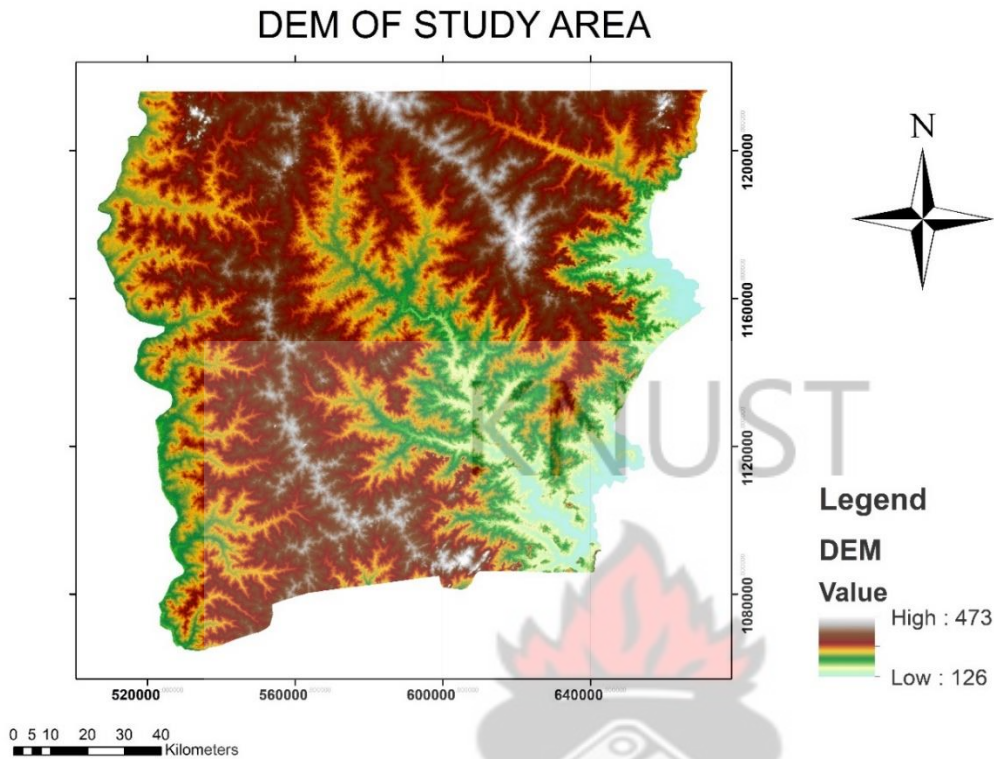 DEM OF STUDY AREA
N
1200000
1160000
1120000
1080000
KNUST
Legend
DEM
Value
High : 473
Low : 126
520000
560000
600000
640000
0 5 10 20 30 40
Kilometers